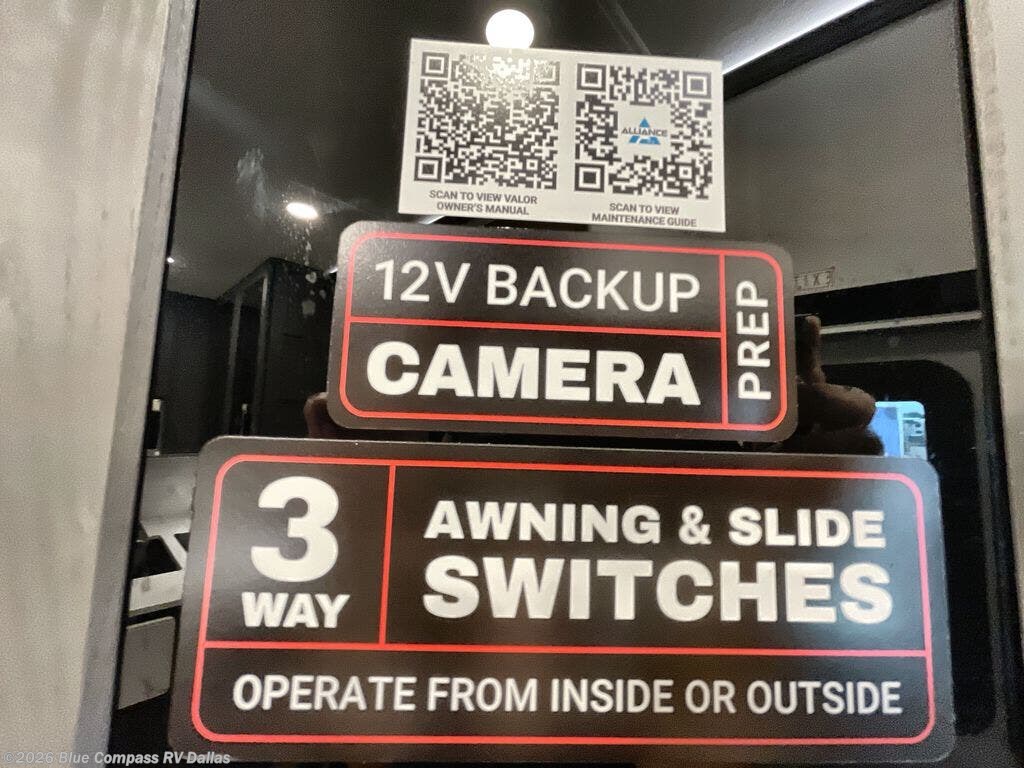 ALLIANCE
SCAN TO VIEW VALOR
OWNER'S MANUAL
SCAN TO VIEW
MAINTENANCE GUIDE
12V BACKUP
CAMERA
PREP
3
WAY
AWNING & SLIDE
SWITCHES
OPERATE FROM INSIDE OR OUTSIDE
©2026 Blue Compass RV Dallas